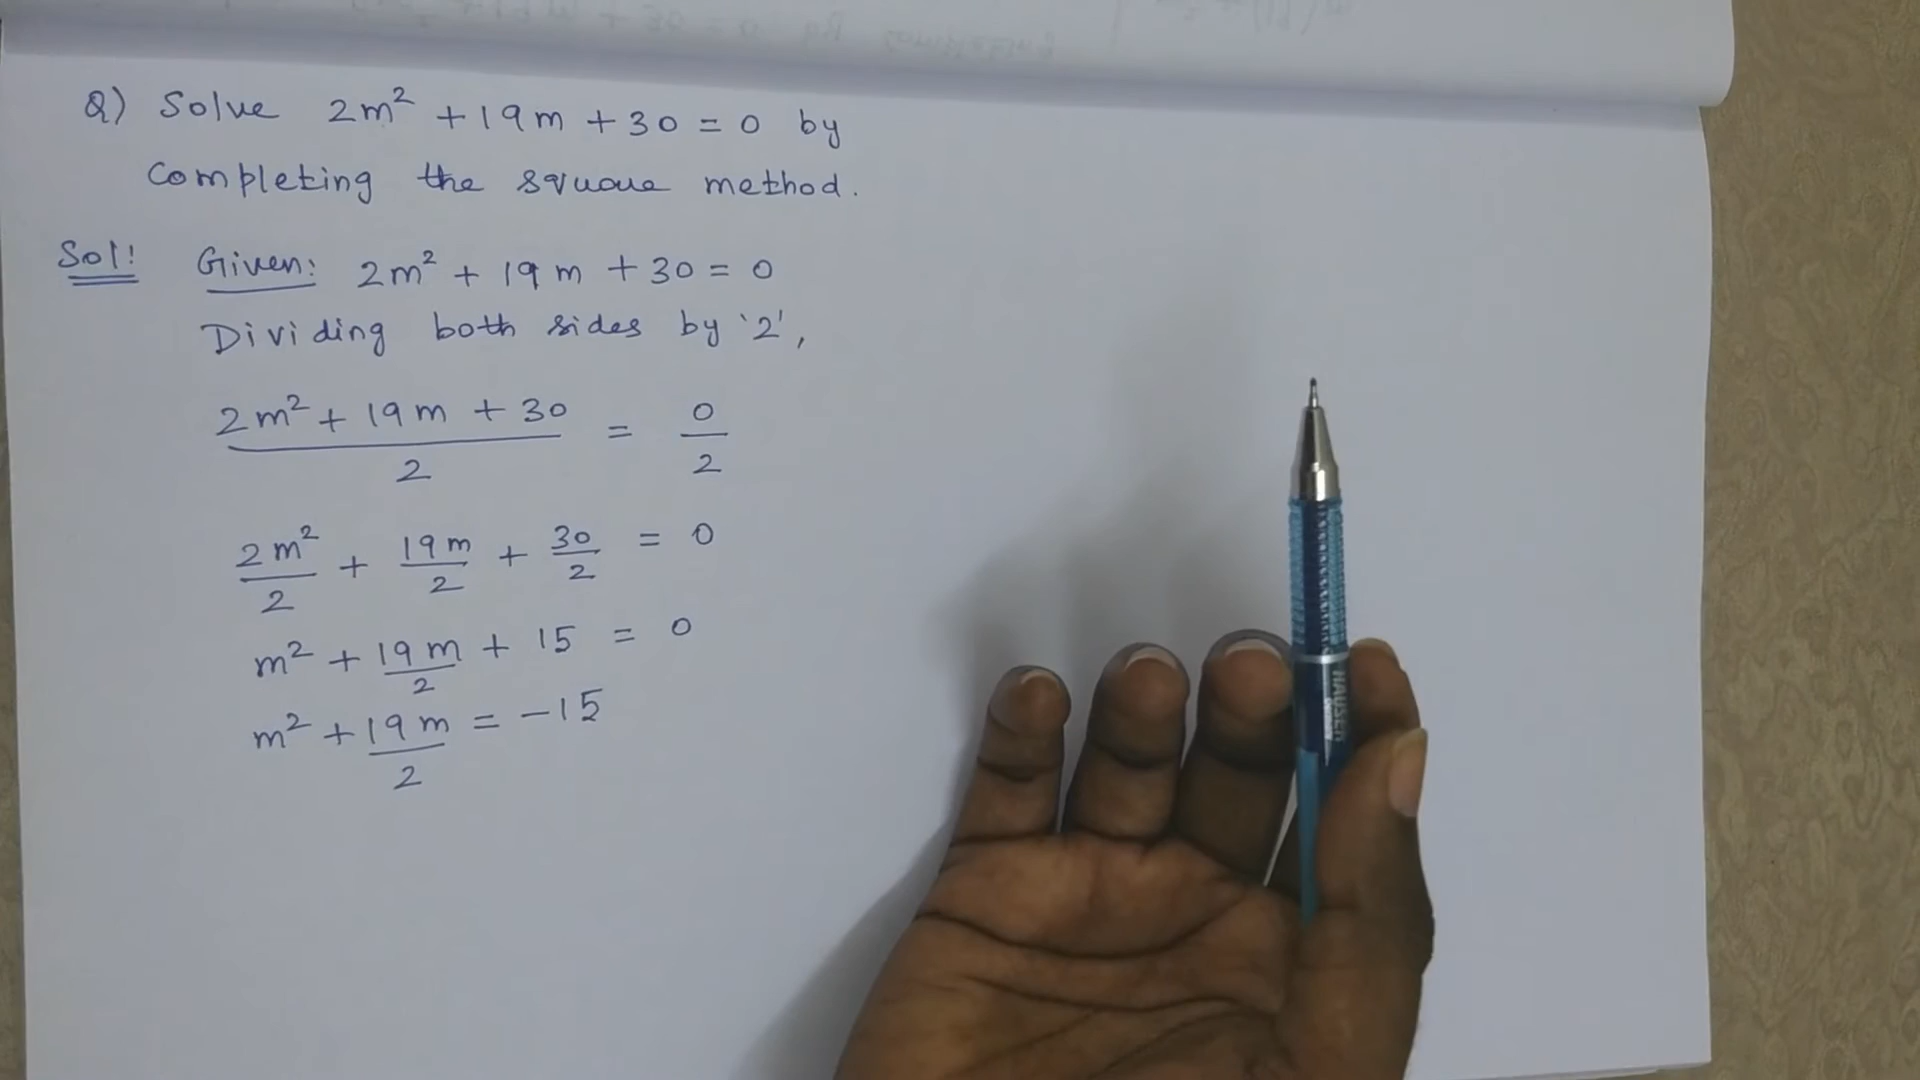 Q) Solve 2m² + 19m + 30 = 0 by
completing the square method.
Sol: Given: 2m² + 19m + 30 = 0
Dividing both sides by '2',
(2m² + 19m + 30)/2 = 0/2
2m²/2 + 19m/2 + 30/2 = 0
m² + 19m/2 + 15 = 0
m² + 19m/2 = -15
HAUSER